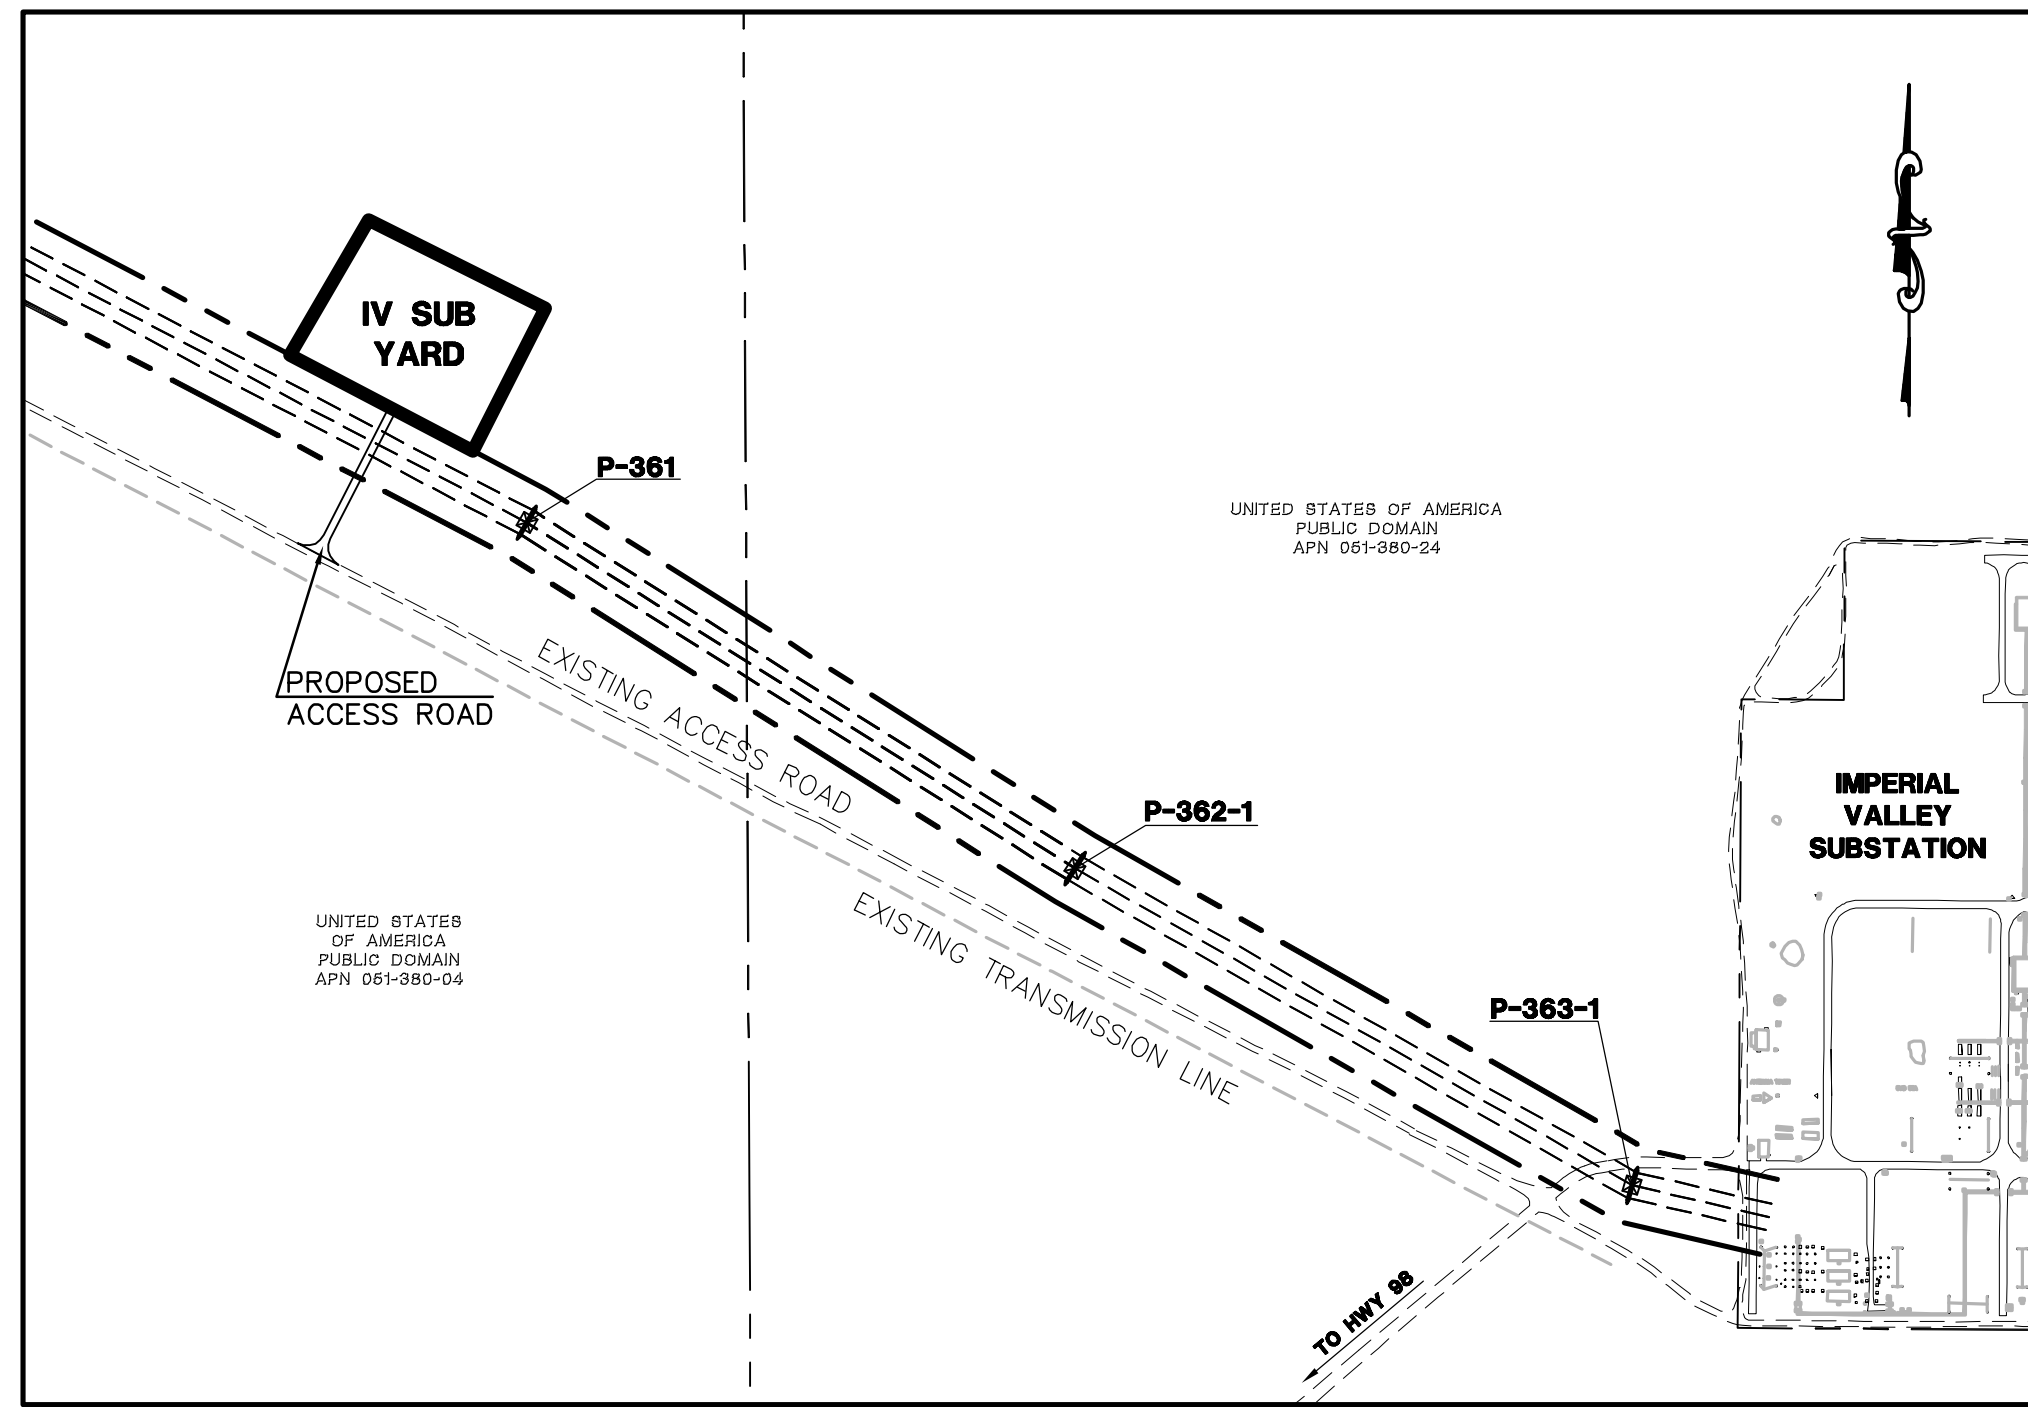 IV SUB
YARD
P-361
UNITED STATES OF AMERICA
PUBLIC DOMAIN
APN 051-380-24
PROPOSED
ACCESS ROAD
EXISTING ACCESS ROAD
P-362-1
IMPERIAL
VALLEY
SUBSTATION
EXISTING TRANSMISSION LINE
UNITED STATES
OF AMERICA
PUBLIC DOMAIN
APN 051-380-04
P-363-1
TO HWY 98